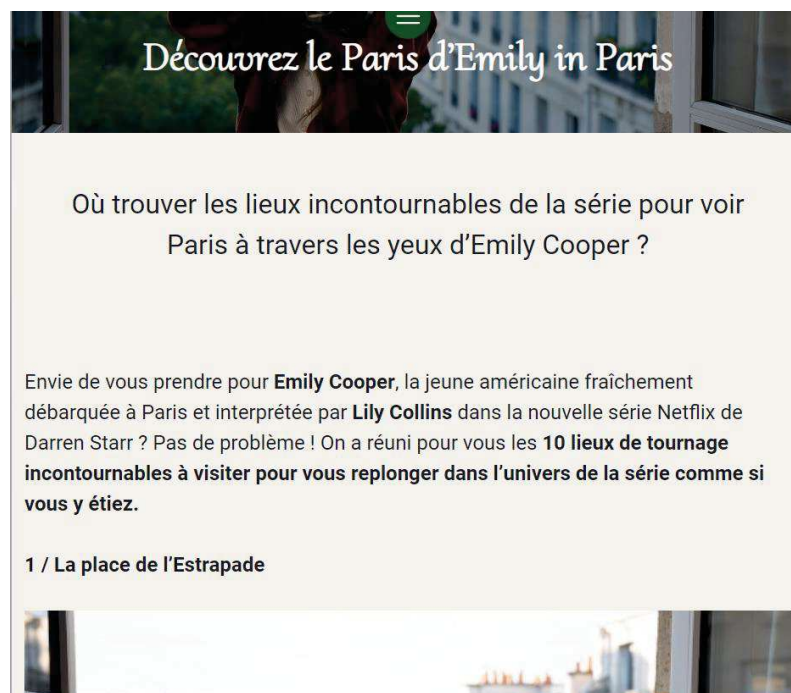 Découvrez le Paris d’Emily in Paris
Où trouver les lieux incontournables de la série pour voir
Paris à travers les yeux d’Emily Cooper ?
Envie de vous prendre pour Emily Cooper, la jeune américaine fraîchement
débarquée à Paris et interprétée par Lily Collins dans la nouvelle série Netflix de
Darren Starr ? Pas de problème ! On a réuni pour vous les 10 lieux de tournage
incontournables à visiter pour vous replonger dans l’univers de la série comme si
vous y étiez.
1 / La place de l’Estrapade